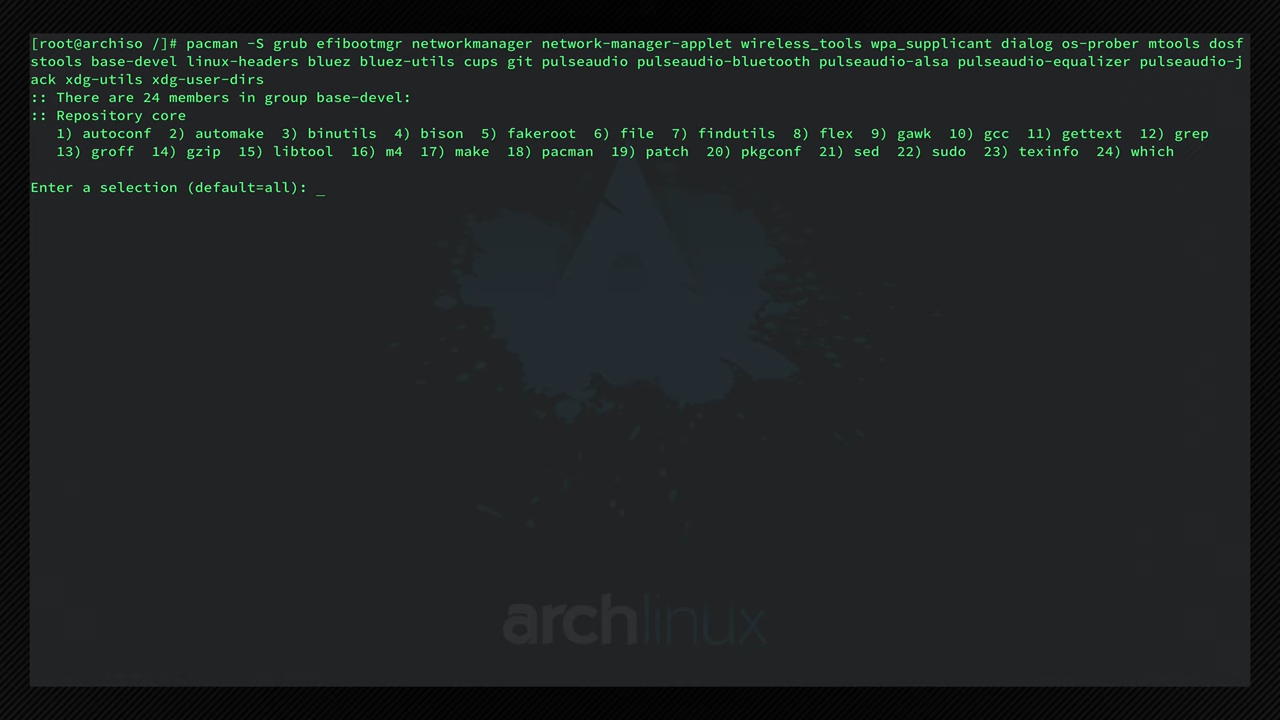 [root@archiso /]# pacman -S grub efibootmgr networkmanager network-manager-applet wireless_tools wpa_supplicant dialog os-prober mtools dosf
stools base-devel linux-headers bluez bluez-utils cups git pulseaudio pulseaudio-bluetooth pulseaudio-alsa pulseaudio-equalizer pulseaudio-j
ack xdg-utils xdg-user-dirs
:: There are 24 members in group base-devel:
:: Repository core
   1) autoconf  2) automake  3) binutils  4) bison  5) fakeroot  6) file  7) findutils  8) flex  9) gawk  10) gcc  11) gettext  12) grep
   13) groff  14) gzip  15) libtool  16) m4  17) make  18) pacman  19) patch  20) pkgconf  21) sed  22) sudo  23) texinfo  24) which
Enter a selection (default=all): _
archlinux